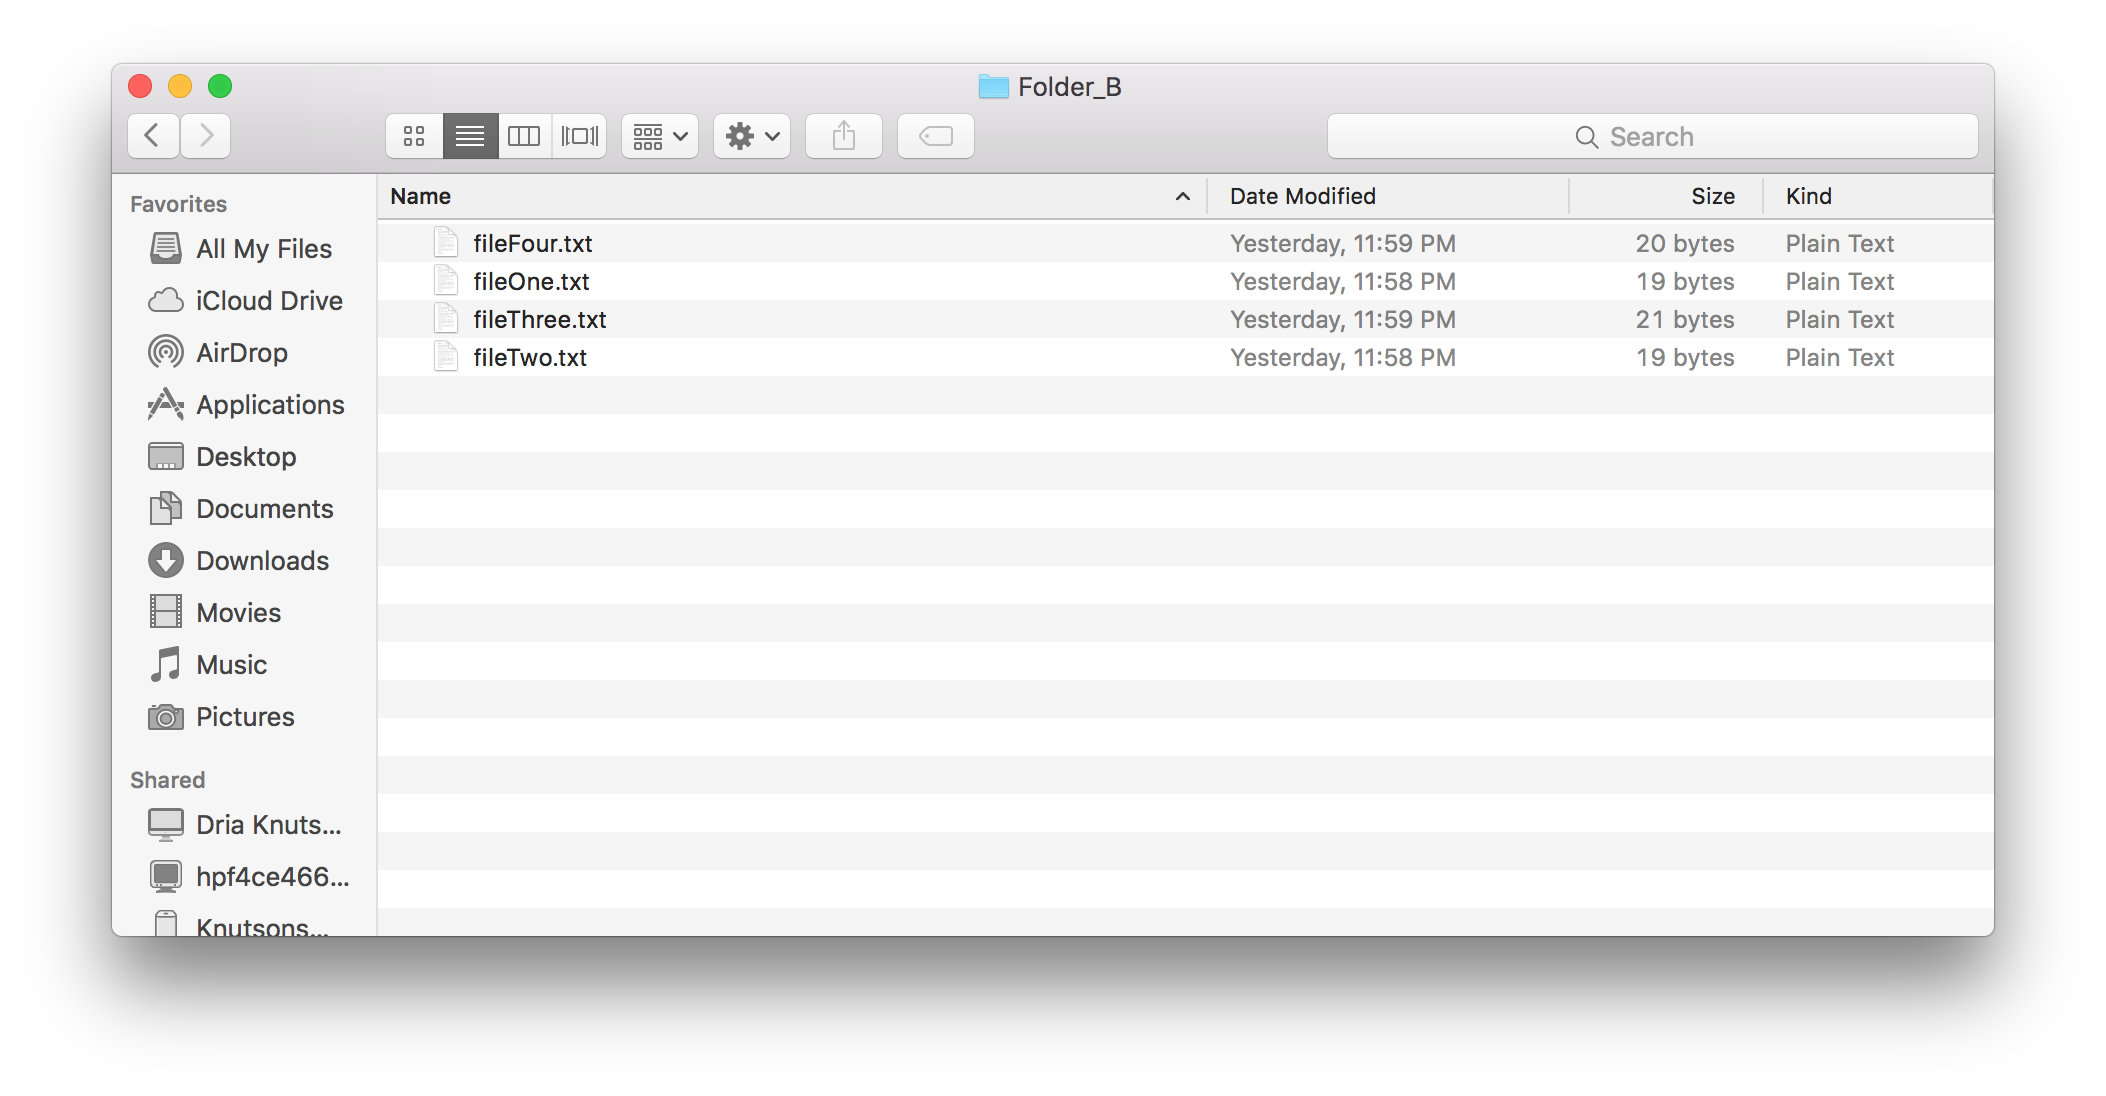 Folder_B
Search
Favorites
All My Files
iCloud Drive
AirDrop
Applications
Desktop
Documents
Downloads
Movies
Music
Pictures
Shared
Dria Knuts...
hpf4ce466...
Knutsons...
Name Date Modified Size Kind
fileFour.txt Yesterday, 11:59 PM 20 bytes Plain Text
fileOne.txt Yesterday, 11:58 PM 19 bytes Plain Text
fileThree.txt Yesterday, 11:59 PM 21 bytes Plain Text
fileTwo.txt Yesterday, 11:58 PM 19 bytes Plain Text